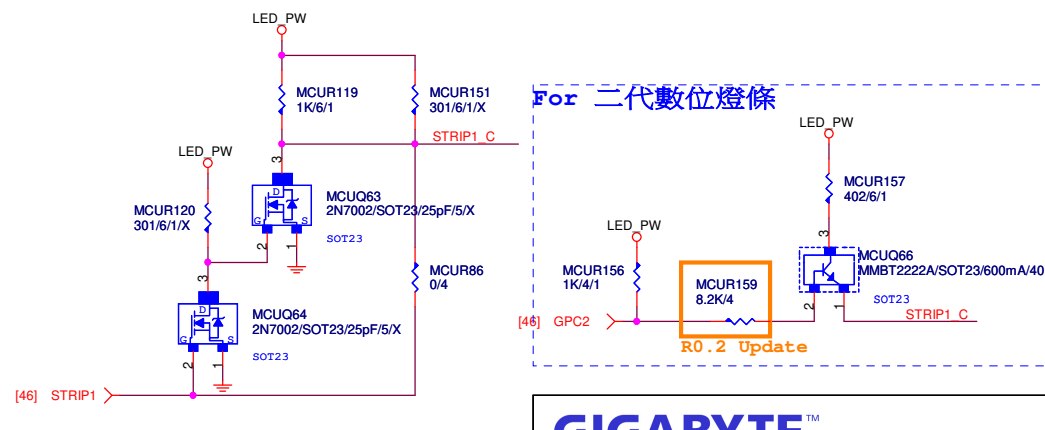 LED_PW
MCUR119
1K/6/1
MCUR151
301/6/1/X
STRIP1_C
LED_PW
3
MCUR120
301/6/1/X
D
G
S
MCUQ63
2N7002/SOT23/25pF/5/X
SOT23
2
1
3
MCUR86
0/4
D
G
S
MCUQ64
2N7002/SOT23/25pF/5/X
SOT23
2
1
[46] STRIP1
For 二代數位燈條
LED_PW
MCUR157
402/6/1
LED_PW
3
MCUR156
1K/4/1
MCUR159
8.2K/4
MCUQ66
MMBT2222A/SOT23/600mA/40
SOT23
2
1
[46] GPC2
STRIP1_C
R0.2 Update
GIGABYTE™